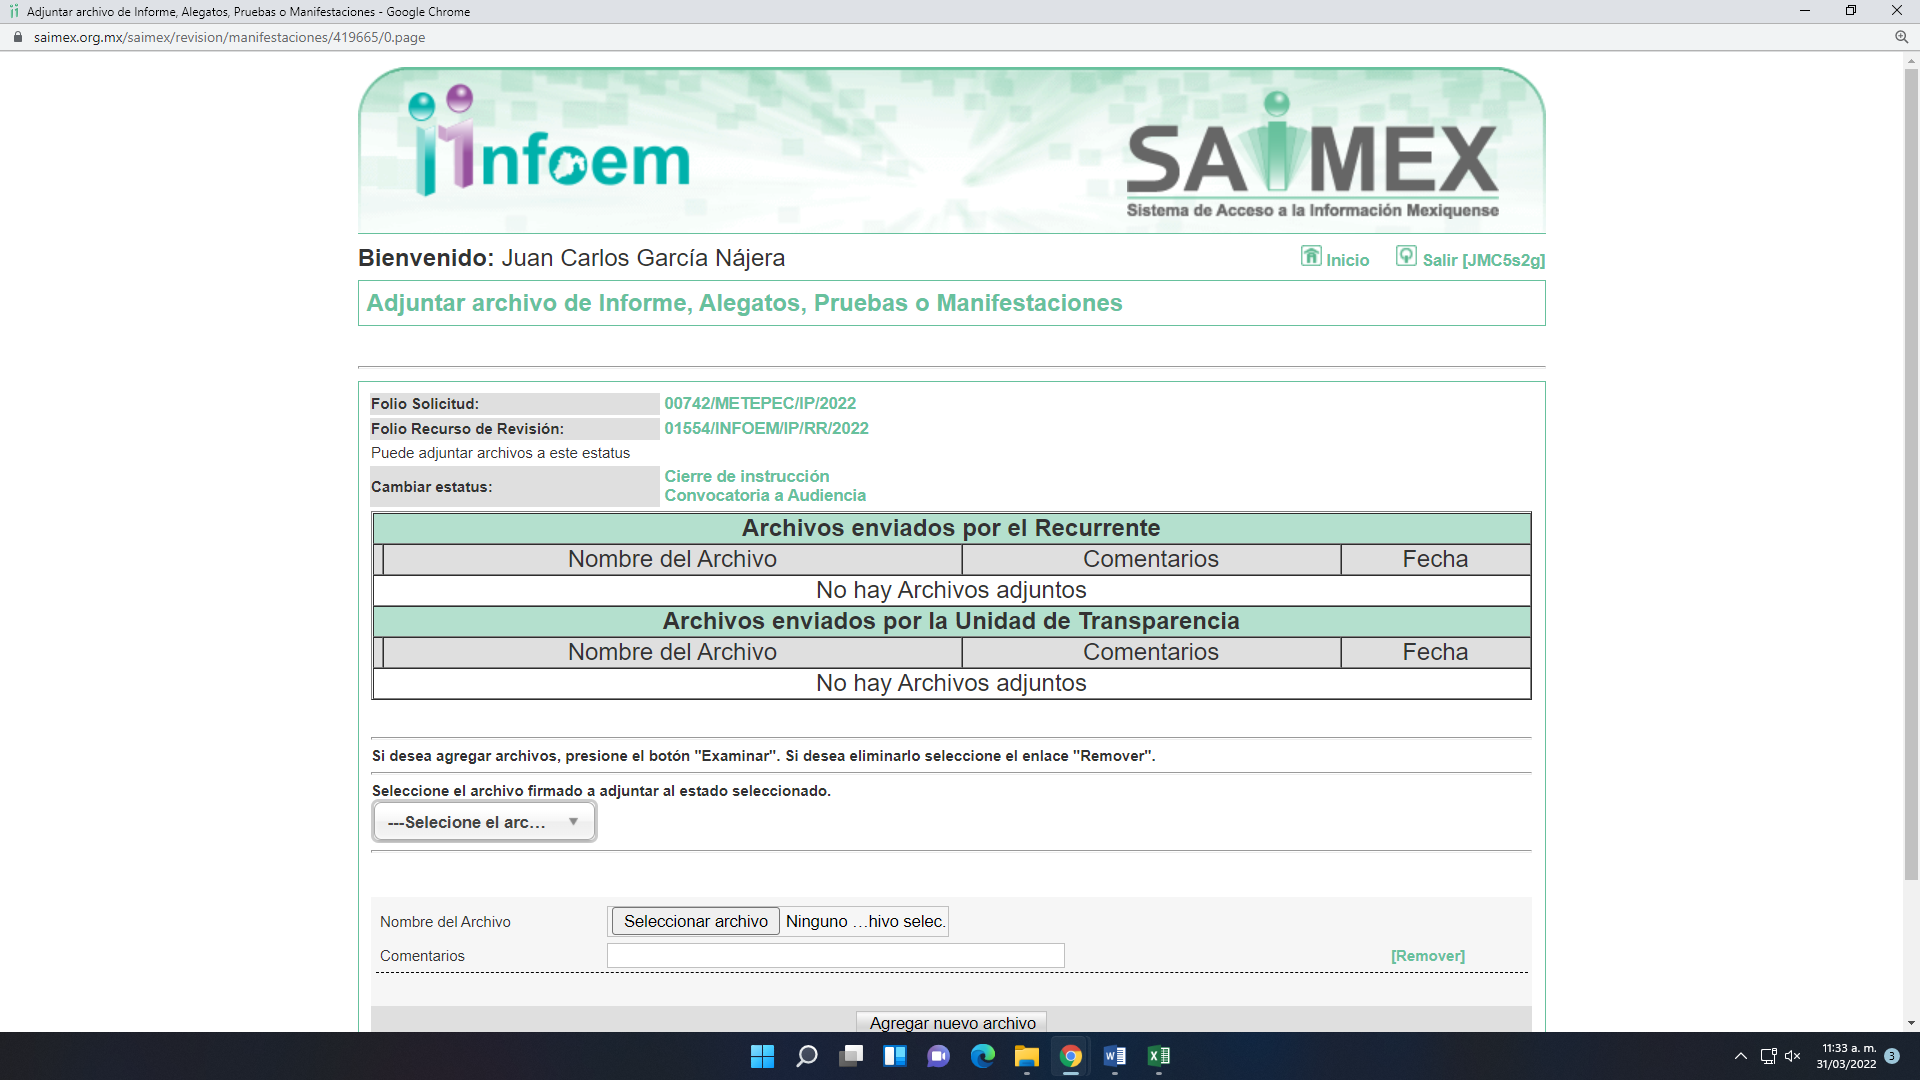 Adjuntar archivo de Informe, Alegatos, Pruebas o Manifestaciones - Google Chrome
saimex.org.mx/saimex/revision/manifestaciones/419665/0.page
infoem
SAIMEX
Sistema de Acceso a la Información Mexiquense
Bienvenido: Juan Carlos García Nájera
Inicio
Salir [JMC5s2g]
Adjuntar archivo de Informe, Alegatos, Pruebas o Manifestaciones
Folio Solicitud: 00742/METEPEC/IP/2022
Folio Recurso de Revisión: 01554/INFOEM/IP/RR/2022
Puede adjuntar archivos a este estatus
Cambiar estatus: Cierre de instrucción
Convocatoria a Audiencia
Archivos enviados por el Recurrente
Nombre del Archivo Comentarios Fecha
No hay Archivos adjuntos
Archivos enviados por la Unidad de Transparencia
Nombre del Archivo Comentarios Fecha
No hay Archivos adjuntos
Si desea agregar archivos, presione el botón "Examinar". Si desea eliminarlo seleccione el enlace "Remover".
Seleccione el archivo firmado a adjuntar al estado seleccionado.
---Selecione el arc...
Nombre del Archivo Seleccionar archivo Ninguno ...hivo selec.
Comentarios [Remover]
Agregar nuevo archivo
11:33 a. m.
31/03/2022
3